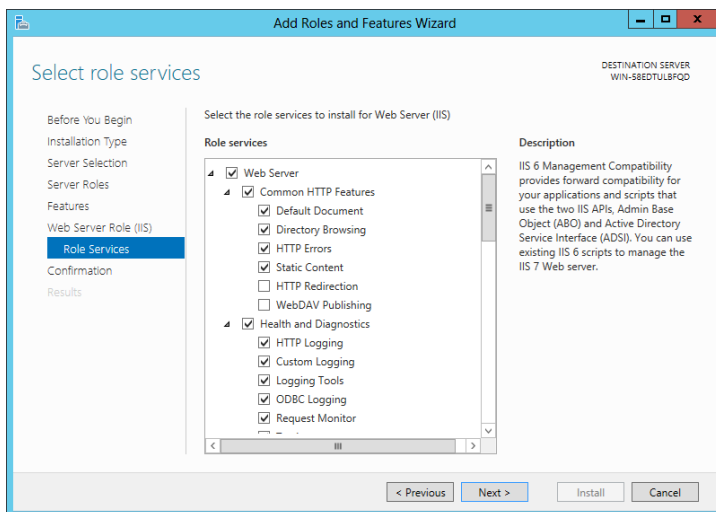 Add Roles and Features Wizard
Select role services
DESTINATION SERVER
WIN-58EDTULBFQD
Before You Begin
Installation Type
Server Selection
Server Roles
Features
Web Server Role (IIS)
Role Services
Confirmation
Results
Select the role services to install for Web Server (IIS)
Role services
Web Server
Common HTTP Features
Default Document
Directory Browsing
HTTP Errors
Static Content
HTTP Redirection
WebDAV Publishing
Health and Diagnostics
HTTP Logging
Custom Logging
Logging Tools
ODBC Logging
Request Monitor
Description
IIS 6 Management Compatibility
provides forward compatibility for
your applications and scripts that
use the two IIS APIs, Admin Base
Object (ABO) and Active Directory
Service Interface (ADSI). You can use
existing IIS 6 scripts to manage the
IIS 7 Web server.
< Previous
Next >
Install
Cancel